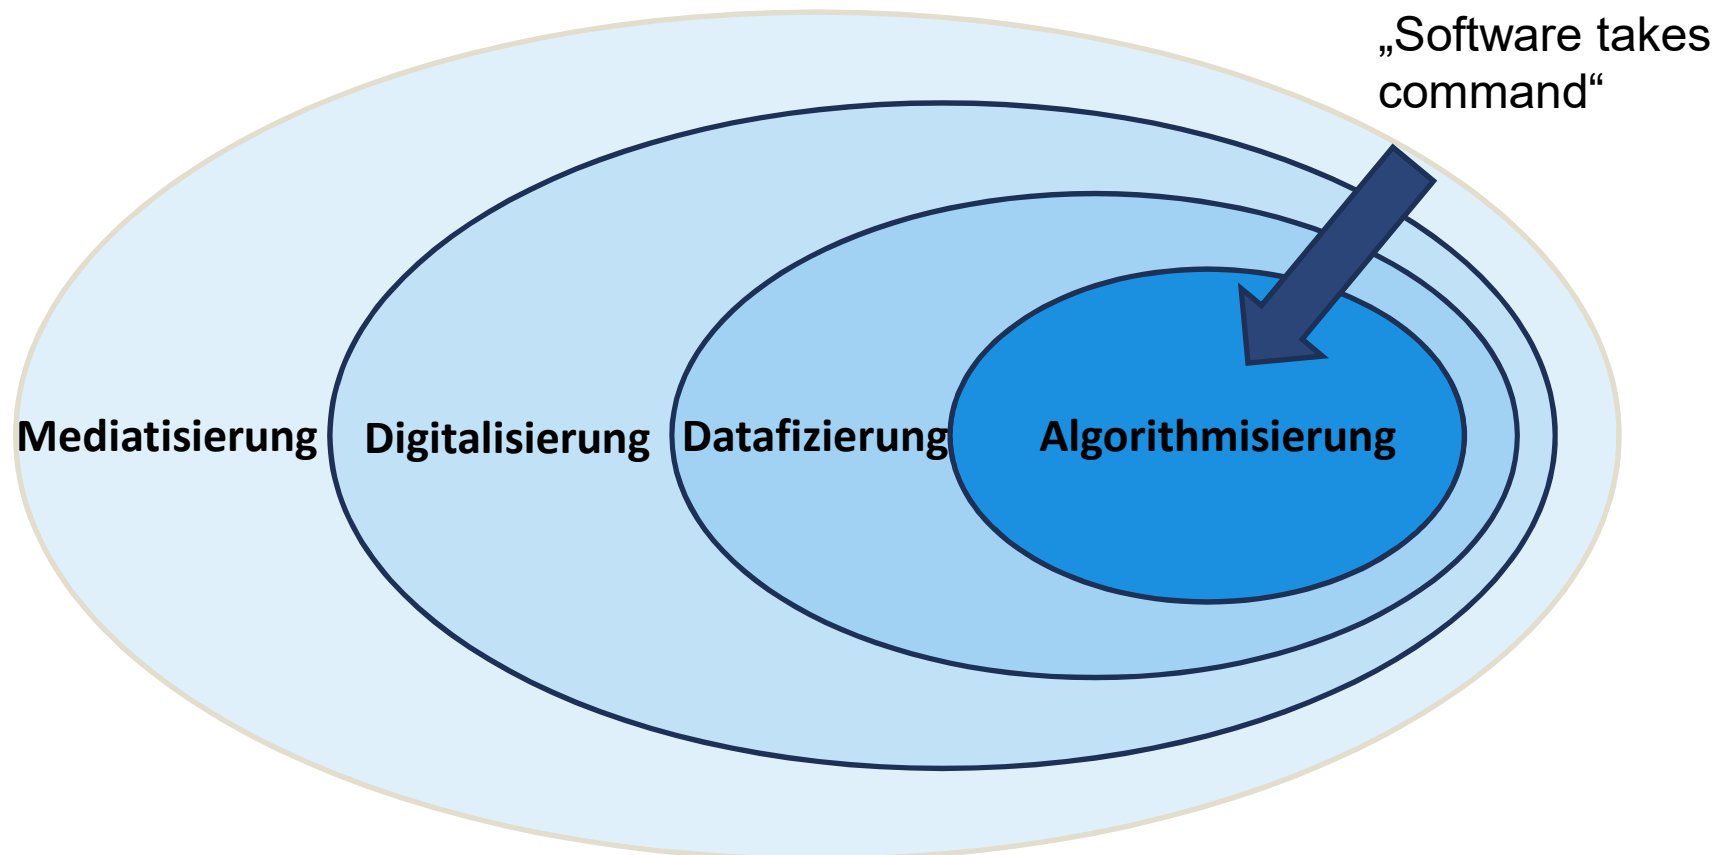 „Software takes
command“
Mediatisierung
Digitalisierung
Datafizierung
Algorithmisierung